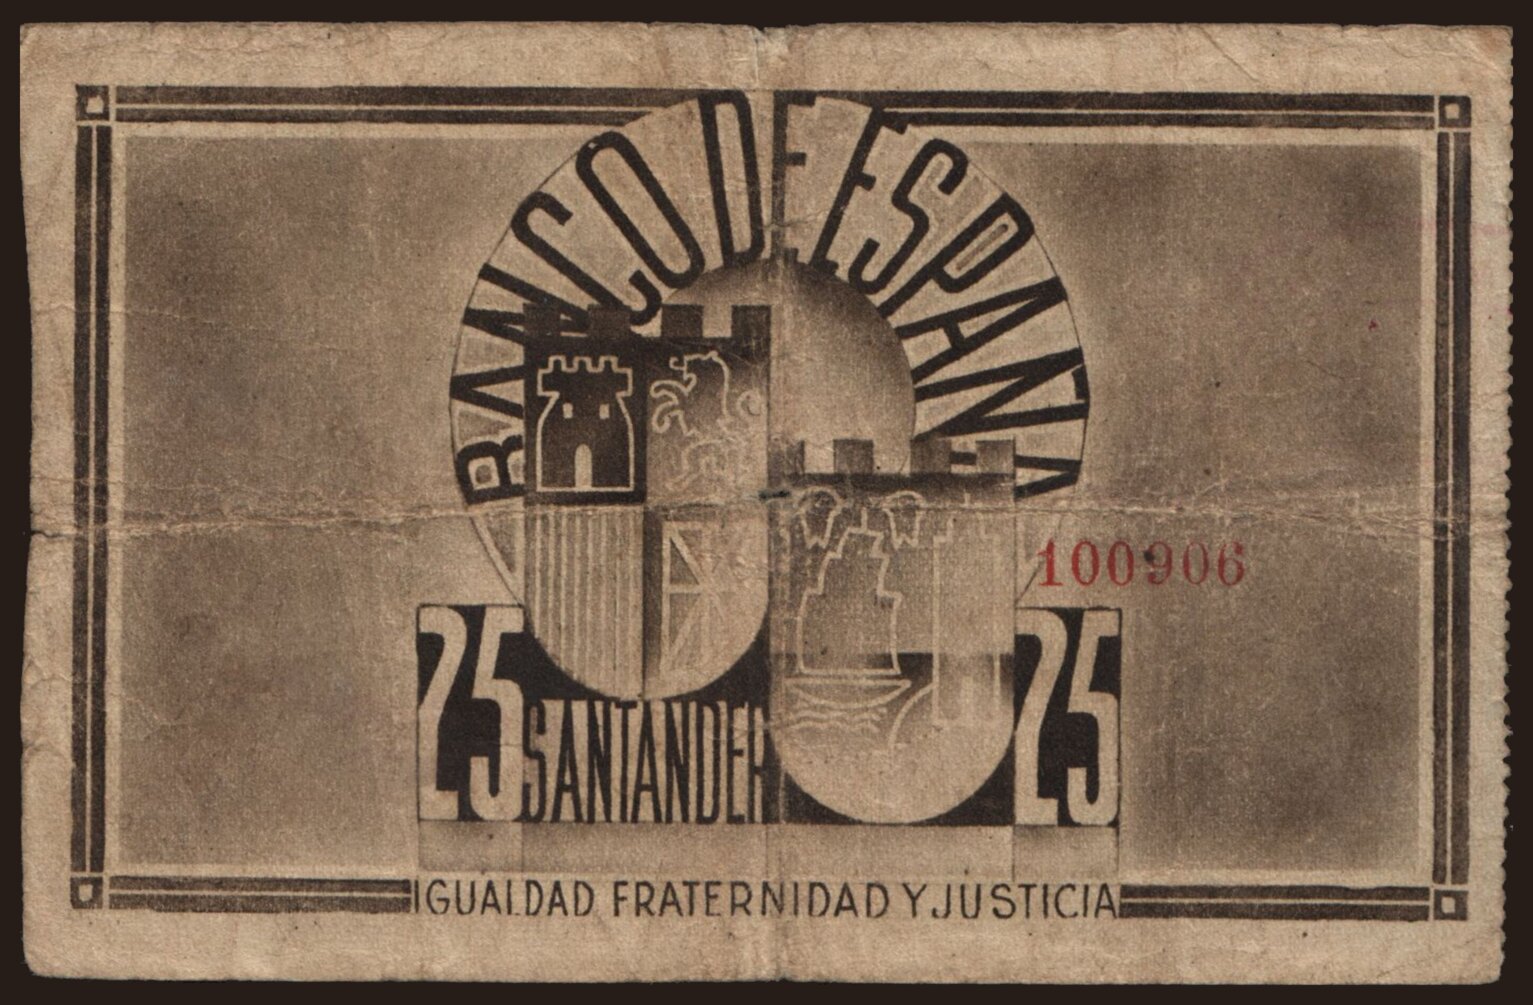 BANCO DE ESPAÑA
100906
25 SANTANDER 25
IGUALDAD FRATERNIDAD Y JUSTICIA